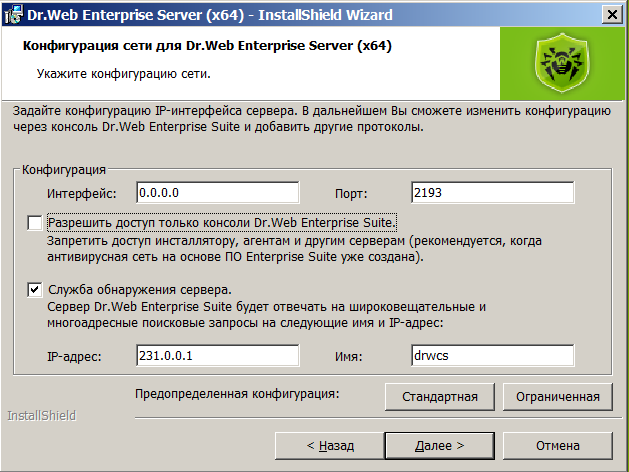 Dr.Web Enterprise Server (x64) - InstallShield Wizard
Конфигурация сети для Dr.Web Enterprise Server (x64)
Укажите конфигурацию сети.
Задайте конфигурацию IP-интерфейса сервера. В дальнейшем Вы сможете изменить конфигурацию
через консоль Dr.Web Enterprise Suite и добавить другие протоколы.
Конфигурация
Интерфейс: 0.0.0.0 Порт: 2193
Разрешить доступ только консоли Dr.Web Enterprise Suite.
Запретить доступ инсталлятору, агентам и другим серверам (рекомендуется, когда
антивирусная сеть на основе ПО Enterprise Suite уже создана).
Служба обнаружения сервера.
Сервер Dr.Web Enterprise Suite будет отвечать на широковещательные и
многоадресные поисковые запросы на следующие имя и IP-адрес:
IP-адрес: 231.0.0.1 Имя: drwcs
Предопределенная конфигурация: Стандартная Ограниченная
InstallShield
< Назад Далее > Отмена